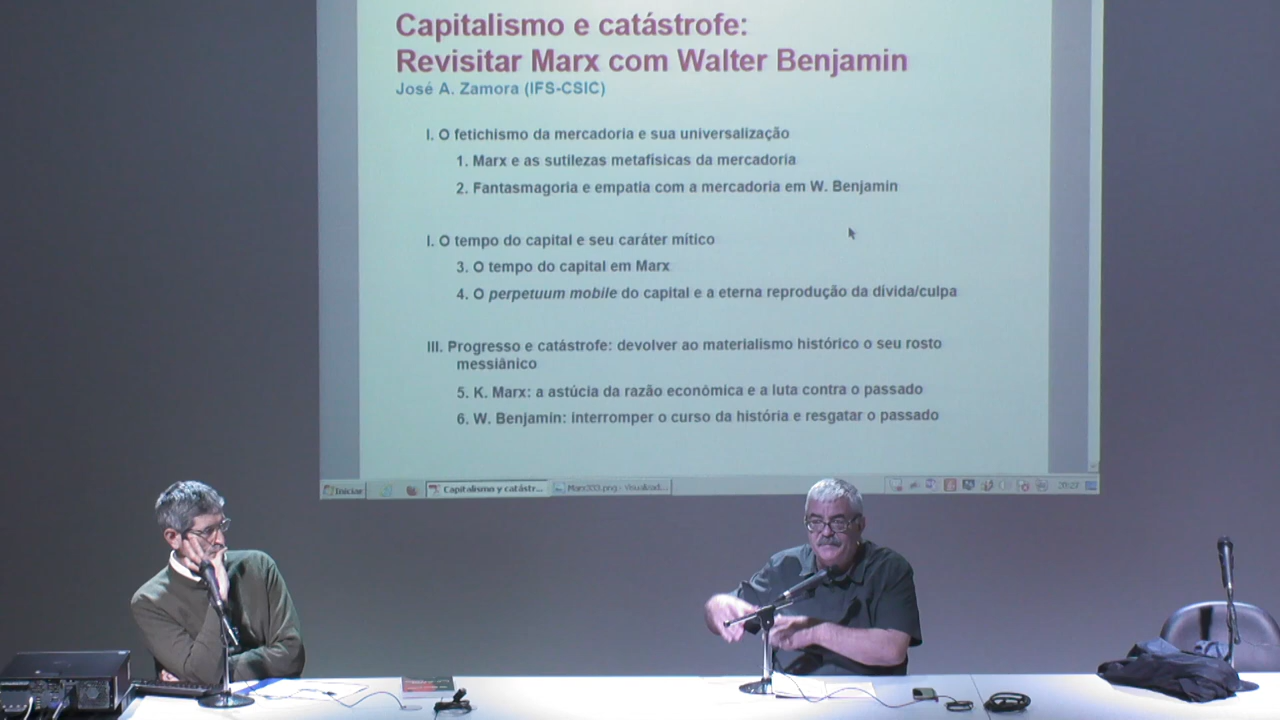 Capitalismo e catástrofe:
Revisitar Marx com Walter Benjamin
José A. Zamora (IFS-CSIC)
I. O fetichismo da mercadoria e sua universalização
1. Marx e as sutilezas metafísicas da mercadoria
2. Fantasmagoria e empatia com a mercadoria em W. Benjamin
I. O tempo do capital e seu caráter mítico
3. O tempo do capital em Marx
4. O perpetuum mobile do capital e a eterna reprodução da dívida/culpa
III. Progresso e catástrofe: devolver ao materialismo histórico o seu rosto
messiânico
5. K. Marx: a astúcia da razão econômica e a luta contra o passado
6. W. Benjamin: interromper o curso da história e resgatar o passado
Iniciar
Capitalismo y catástr...
Marx333.png - Visualizad...